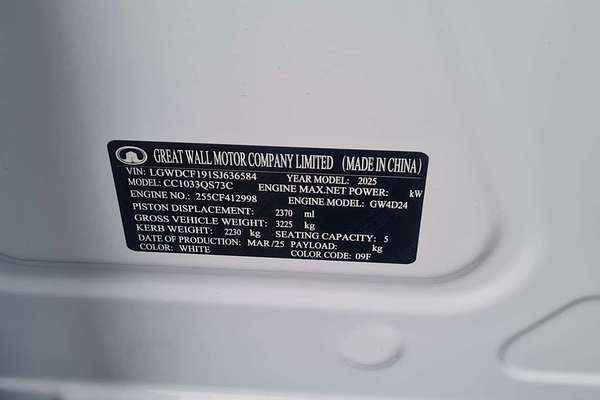 GREAT WALL MOTOR COMPANY LIMITED (MADE IN CHINA)
VIN: LGWDCF191SJ636584 YEAR MODEL: 2025
MODEL: CC1033QS73C ENGINE MAX.NET POWER: kW
ENGINE NO.: 255CF412998 ENGINE MODEL: GW4D24
PISTON DISPLACEMENT: 2370 ml
GROSS VEHICLE WEIGHT: 3225 kg
KERB WEIGHT: 2230 kg SEATING CAPACITY: 5
DATE OF PRODUCTION: MAR/25 PAYLOAD: kg
COLOR: WHITE COLOR CODE: 09F